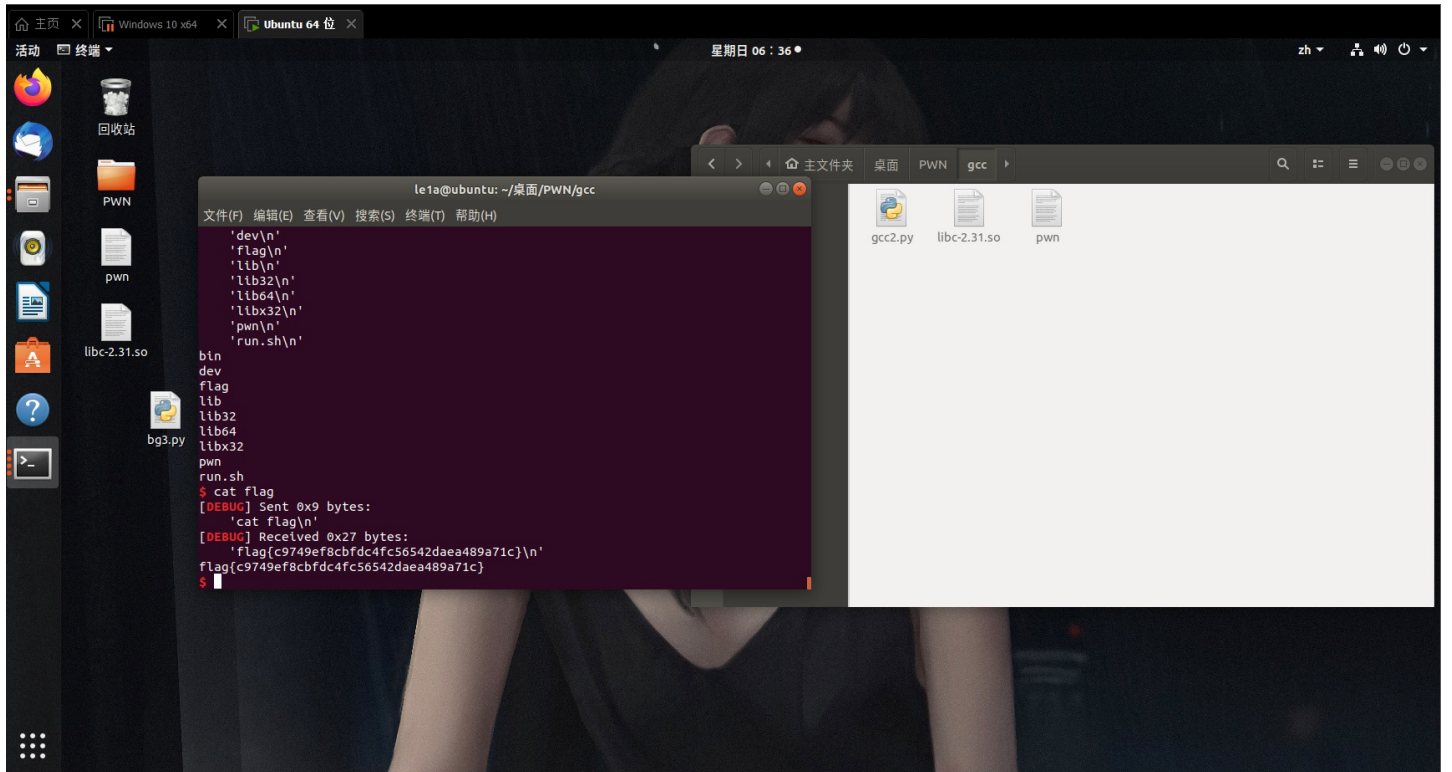 主页
Windows 10 x64
Ubuntu 64 位
活动
终端
星期日 06：36
zh
回收站
PWN
pwn
libc-2.31.so
bg3.py
le1a@ubuntu: ~/桌面/PWN/gcc
文件(F) 编辑(E) 查看(V) 搜索(S) 终端(T) 帮助(H)
'dev\n'
'flag\n'
'lib\n'
'lib32\n'
'lib64\n'
'libx32\n'
'pwn\n'
'run.sh\n'
bin
dev
flag
lib
lib32
lib64
libx32
pwn
run.sh
$ cat flag
[DEBUG] Sent 0x9 bytes:
'cat flag\n'
[DEBUG] Received 0x27 bytes:
'flag{c9749ef8cbfdc4fc56542daea489a71c}\n'
flag{c9749ef8cbfdc4fc56542daea489a71c}
$
主文件夹 桌面 PWN gcc
gcc2.py
libc-2.31.so
pwn